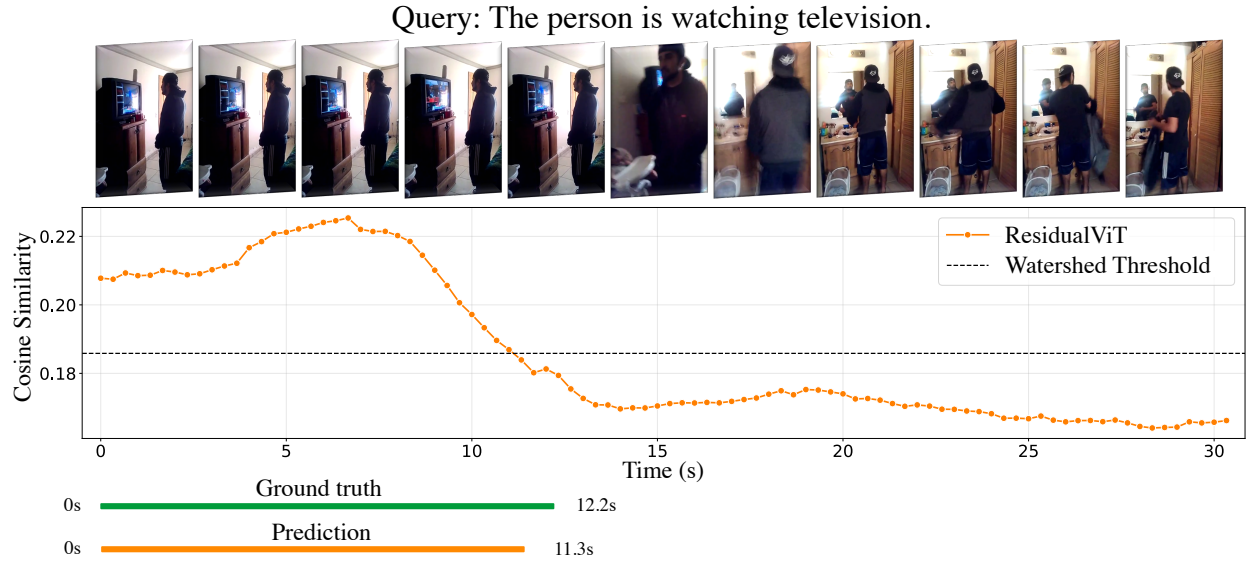 Query: The person is watching television.
ResidualViT
Watershed Threshold
Cosine Similarity
0.22
0.20
0.18
0 5 10 15 20 25 30
Time (s)
Ground truth
0s 12.2s
Prediction
0s 11.3s